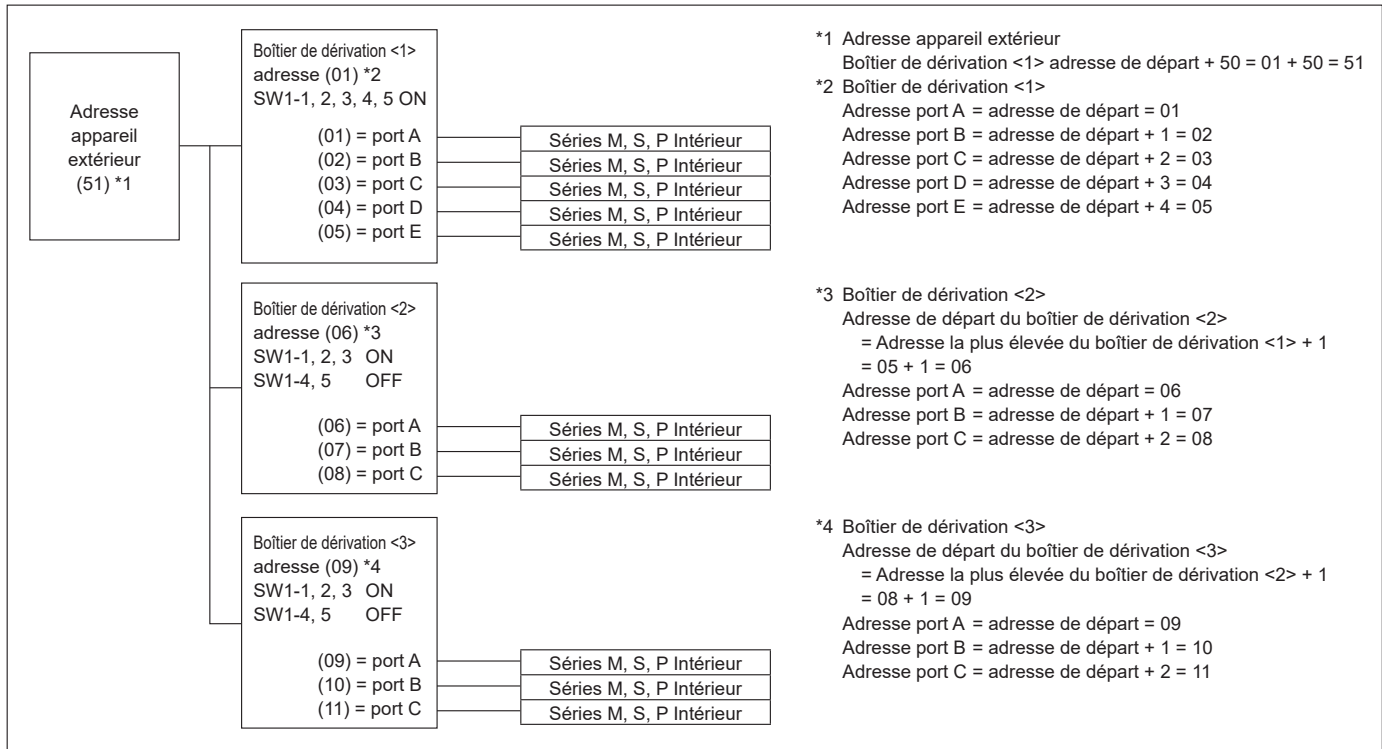 Adresse
appareil
extérieur
(51) *1
Boîtier de dérivation <1>
adresse (01) *2
SW1-1, 2, 3, 4, 5 ON
(01) = port A
(02) = port B
(03) = port C
(04) = port D
(05) = port E
Séries M, S, P Intérieur
Séries M, S, P Intérieur
Séries M, S, P Intérieur
Séries M, S, P Intérieur
Séries M, S, P Intérieur
*1 Adresse appareil extérieur
Boîtier de dérivation <1> adresse de départ + 50 = 01 + 50 = 51
*2 Boîtier de dérivation <1>
Adresse port A = adresse de départ = 01
Adresse port B = adresse de départ + 1 = 02
Adresse port C = adresse de départ + 2 = 03
Adresse port D = adresse de départ + 3 = 04
Adresse port E = adresse de départ + 4 = 05
Boîtier de dérivation <2>
adresse (06) *3
SW1-1, 2, 3 ON
SW1-4, 5 OFF
(06) = port A
(07) = port B
(08) = port C
Séries M, S, P Intérieur
Séries M, S, P Intérieur
Séries M, S, P Intérieur
*3 Boîtier de dérivation <2>
Adresse de départ du boîtier de dérivation <2>
= Adresse la plus élevée du boîtier de dérivation <1> + 1
= 05 + 1 = 06
Adresse port A = adresse de départ = 06
Adresse port B = adresse de départ + 1 = 07
Adresse port C = adresse de départ + 2 = 08
Boîtier de dérivation <3>
adresse (09) *4
SW1-1, 2, 3 ON
SW1-4, 5 OFF
(09) = port A
(10) = port B
(11) = port C
Séries M, S, P Intérieur
Séries M, S, P Intérieur
Séries M, S, P Intérieur
*4 Boîtier de dérivation <3>
Adresse de départ du boîtier de dérivation <3>
= Adresse la plus élevée du boîtier de dérivation <2> + 1
= 08 + 1 = 09
Adresse port A = adresse de départ = 09
Adresse port B = adresse de départ + 1 = 10
Adresse port C = adresse de départ + 2 = 11